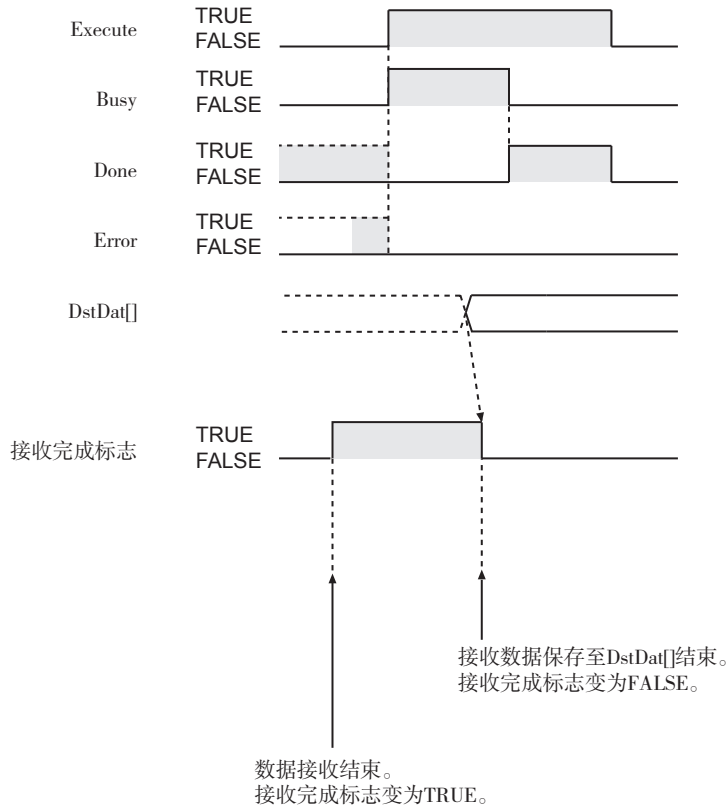 Execute
TRUE
FALSE
Busy
TRUE
FALSE
Done
TRUE
FALSE
Error
TRUE
FALSE
DstDat[]
接收完成标志
TRUE
FALSE
接收数据保存至DstDat[]结束。
接收完成标志变为FALSE。
数据接收结束。
接收完成标志变为TRUE。